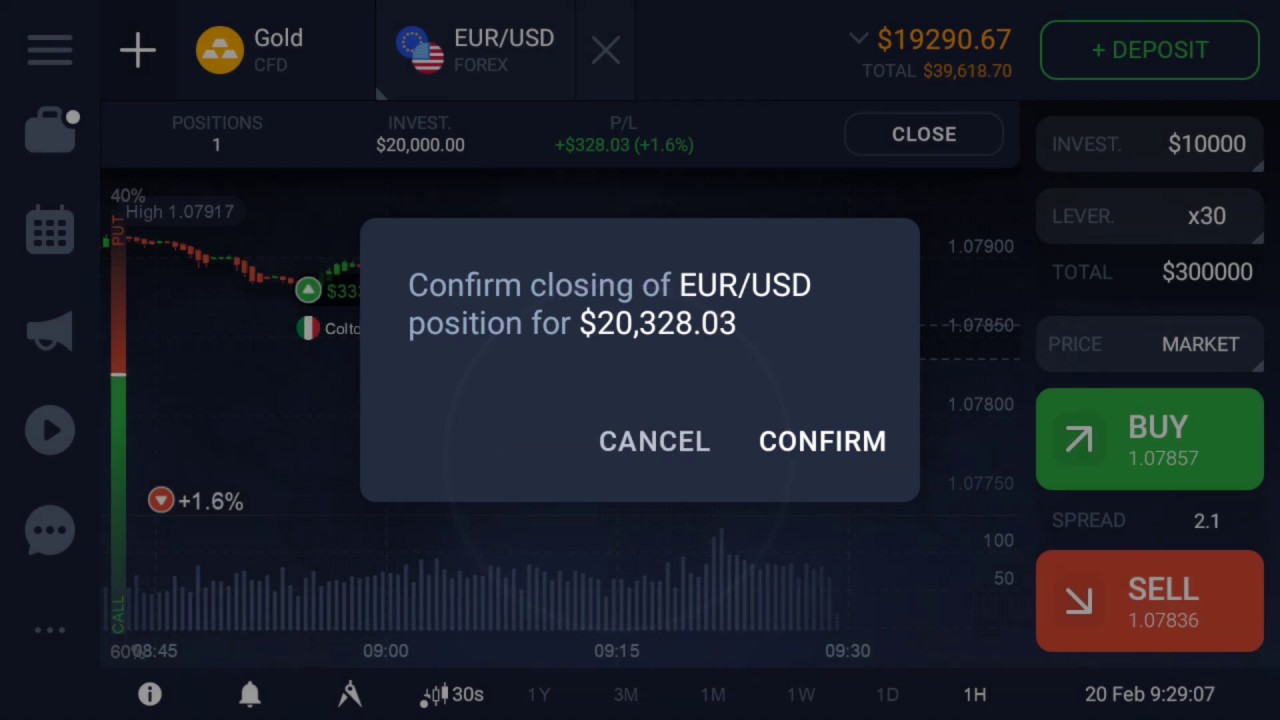 Gold
CFD
EUR/USD
FOREX
$19290.67
TOTAL $39,618.70
+ DEPOSIT
POSITIONS
1
INVEST.
$20,000.00
P/L
+$328.03 (+1.6%)
CLOSE
INVEST. $10000
LEVER. x30
TOTAL $300000
PRICE MARKET
BUY
1.07857
SPREAD 2.1
SELL
1.07836
40%
High 1.07917
PUT
$333
Colto
1.07900
1.07850
1.07800
1.07750
100
50
Confirm closing of EUR/USD
position for $20,328.03
CANCEL CONFIRM
+1.6%
CALL
60%
08:45 09:00 09:15 09:30
30s 1Y 3M 1M 1W 1D 1H 20 Feb 9:29:07